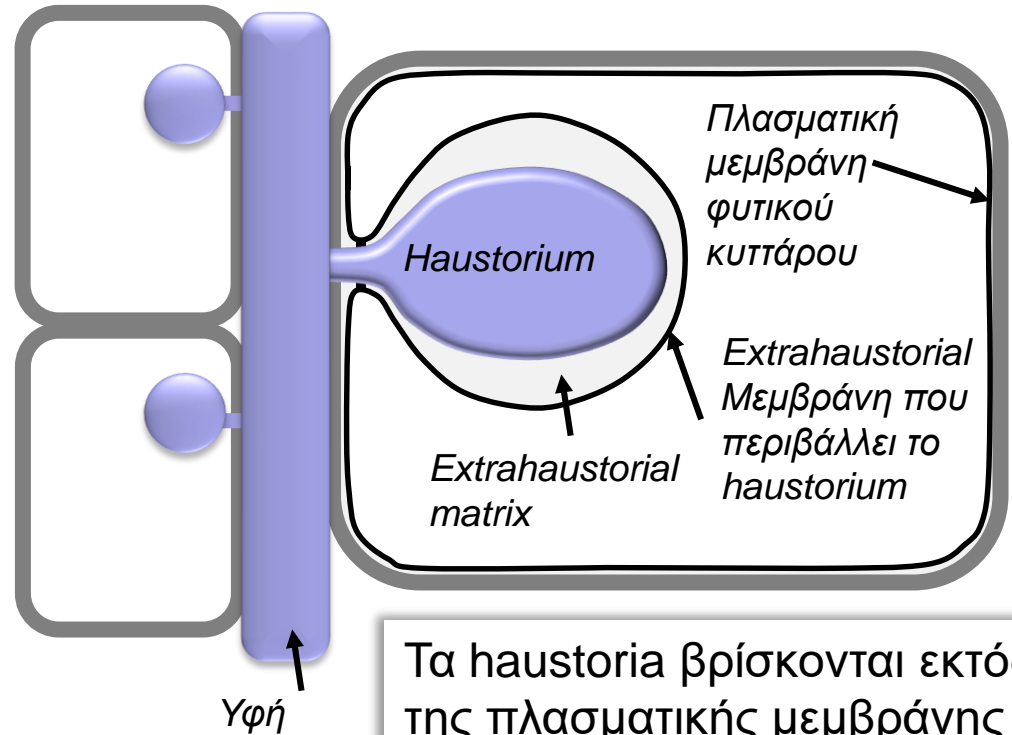 Πλασματική
μεμβράνη
φυτικού
κυττάρου
Haustorium
Extrahaustorial
Μεμβράνη που
περιβάλλει το
haustorium
Extrahaustorial
matrix
Υφή
Τα haustoria βρίσκονται εκτός
της πλασματικής μεμβράνης